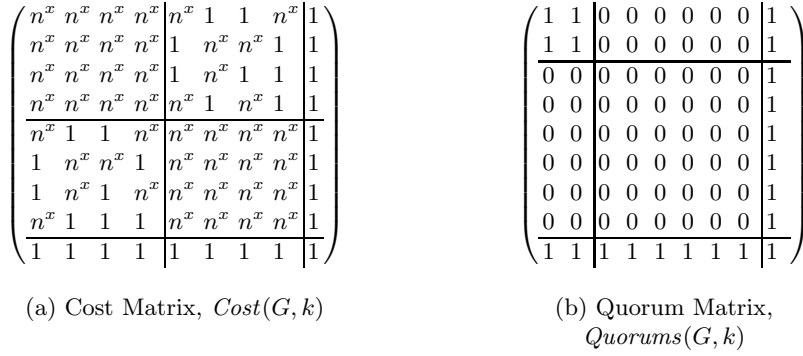 n^x n^x n^x n^x n^x 1 1 n^x 1
n^x n^x n^x n^x 1 n^x n^x 1 1
n^x n^x n^x n^x 1 n^x 1 1 1
n^x n^x n^x n^x n^x 1 n^x 1 1
n^x 1 1 n^x n^x n^x n^x n^x 1
1 n^x n^x 1 n^x n^x n^x n^x 1
1 n^x 1 n^x n^x n^x n^x n^x 1
n^x 1 1 1 n^x n^x n^x n^x 1
1 1 1 1 1 1 1 1 1
(a) Cost Matrix, Cost(G, k)
1 1 0 0 0 0 0 0 1
1 1 0 0 0 0 0 0 1
0 0 0 0 0 0 0 0 1
0 0 0 0 0 0 0 0 1
0 0 0 0 0 0 0 0 1
0 0 0 0 0 0 0 0 1
0 0 0 0 0 0 0 0 1
0 0 0 0 0 0 0 0 1
1 1 1 1 1 1 1 1 1
(b) Quorum Matrix,
Quorums(G, k)